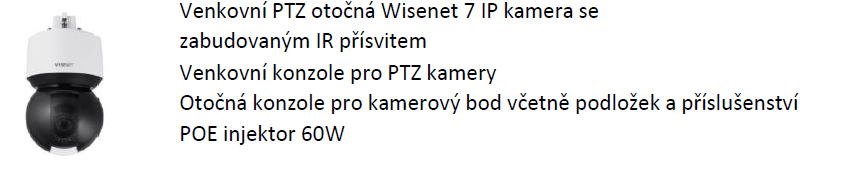 Venkovní PTZ otočná Wisenet 7 IP kamera se
zabudovaným IR přísvitem
Venkovní konzole pro PTZ kamery
Otočná konzole pro kamerový bod včetně podložek a příslušenství
POE injektor 60W
WISENET